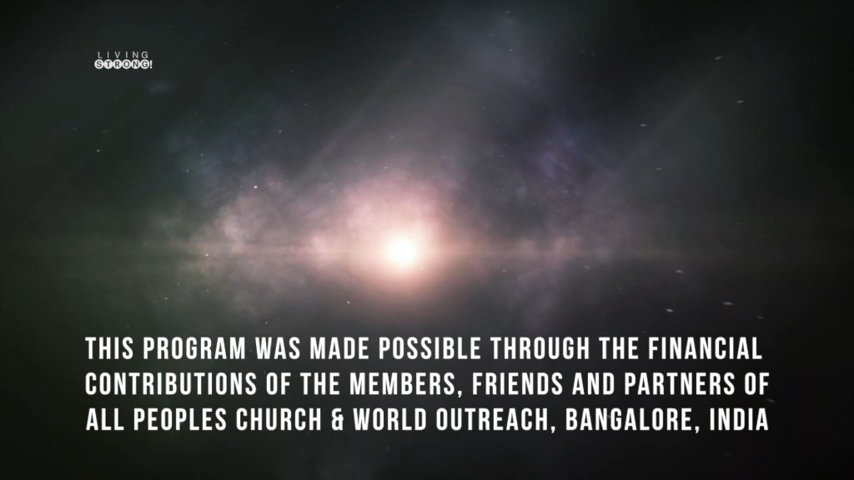 LIVING
STRONG!
THIS PROGRAM WAS MADE POSSIBLE THROUGH THE FINANCIAL
CONTRIBUTIONS OF THE MEMBERS, FRIENDS AND PARTNERS OF
ALL PEOPLES CHURCH & WORLD OUTREACH, BANGALORE, INDIA